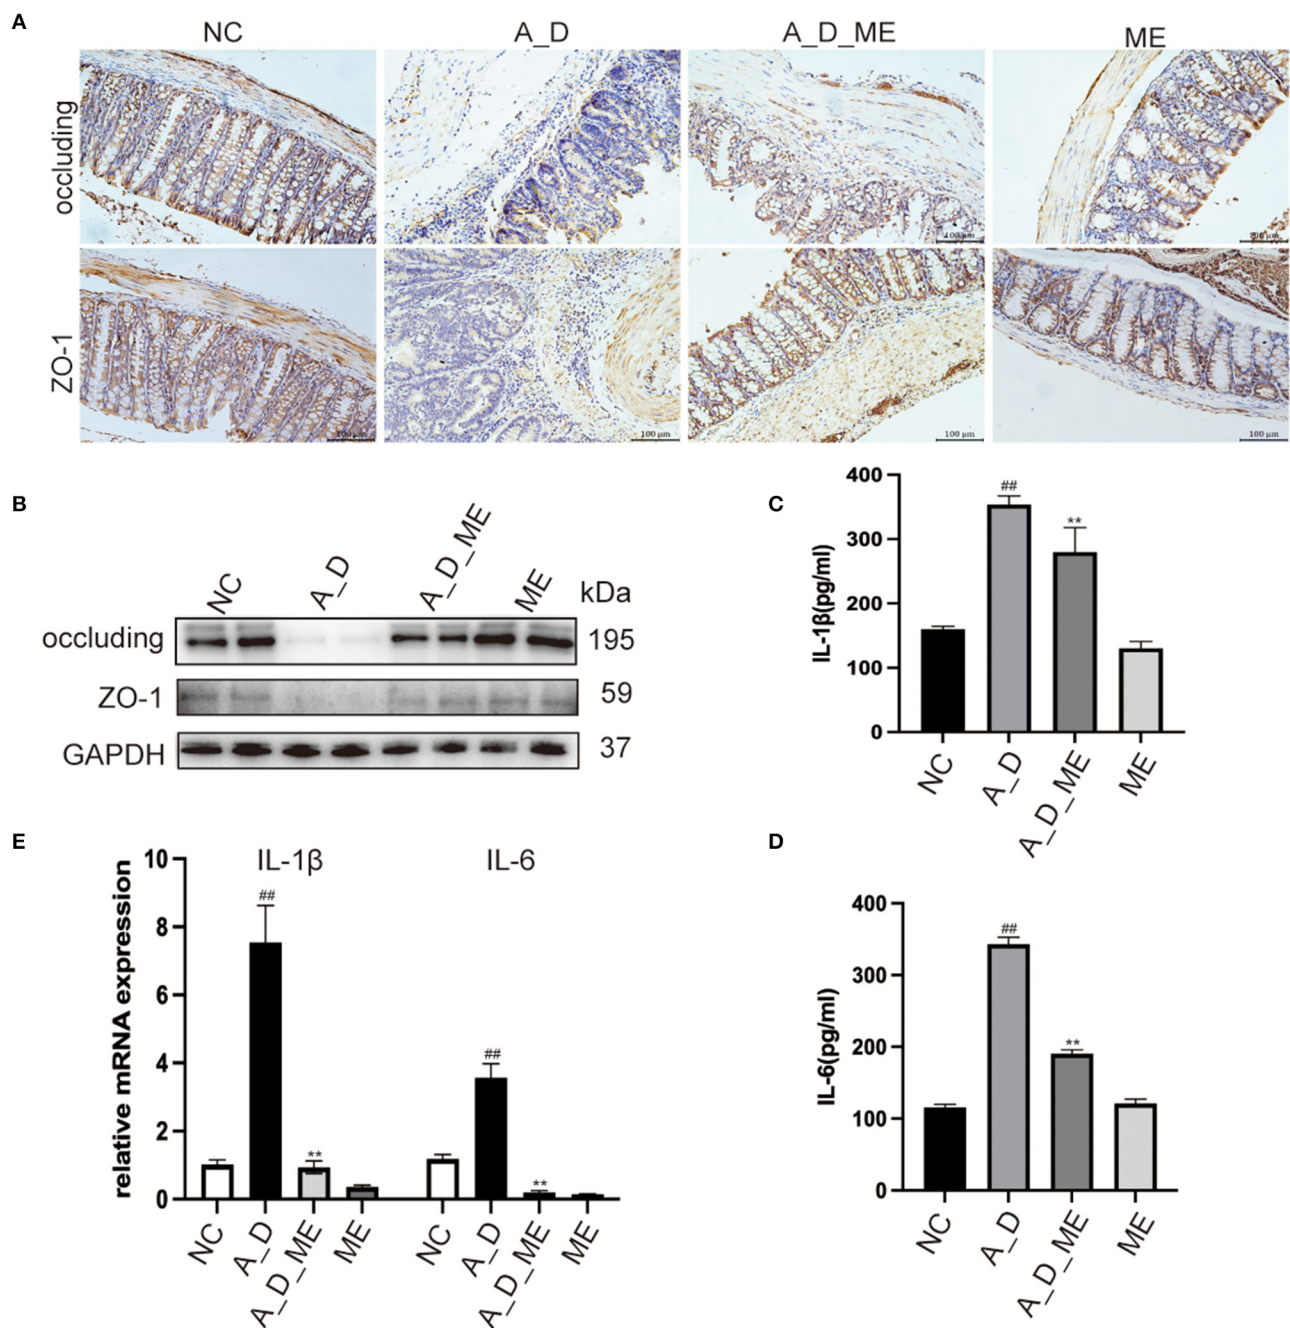 A
NC A_D A_D_ME ME
occluding
100 μm
ZO-1
100 μm 100 μm 100 μm 100 μm
B
NC A_D A_D_ME ME kDa
occluding 195
ZO-1 59
GAPDH 37
C
400
300
200
100
0
IL-1β(pg/ml)
##
**
NC A_D A_D_ME ME
E
IL-1β IL-6
10
8
6
4
2
0
relative mRNA expression
##
**
##
**
NC A_D A_D_ME ME NC A_D A_D_ME ME
D
400
300
200
100
0
IL-6(pg/ml)
##
**
NC A_D A_D_ME ME